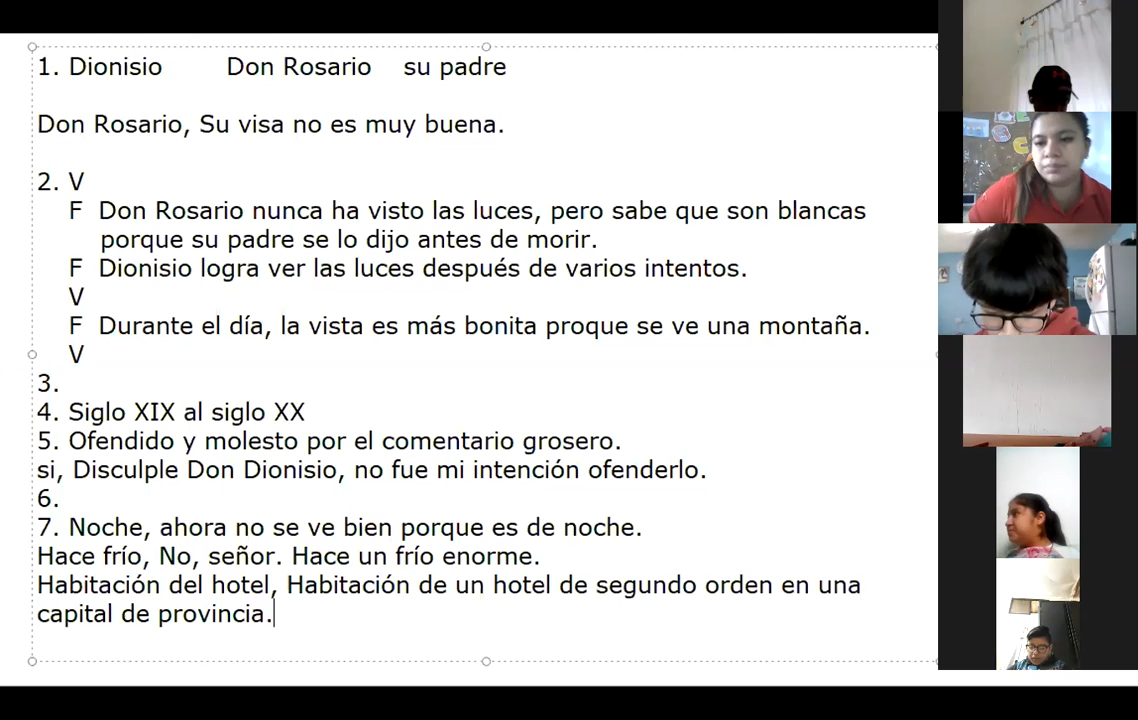 1. Dionisio Don Rosario su padre
Don Rosario, Su visa no es muy buena.
2. V
F Don Rosario nunca ha visto las luces, pero sabe que son blancas
porque su padre se lo dijo antes de morir.
F Dionisio logra ver las luces después de varios intentos.
V
F Durante el día, la vista es más bonita proque se ve una montaña.
V
3.
4. Siglo XIX al siglo XX
5. Ofendido y molesto por el comentario grosero.
si, Disculple Don Dionisio, no fue mi intención ofenderlo.
6.
7. Noche, ahora no se ve bien porque es de noche.
Hace frío, No, señor. Hace un frío enorme.
Habitación del hotel, Habitación de un hotel de segundo orden en una
capital de provincia.